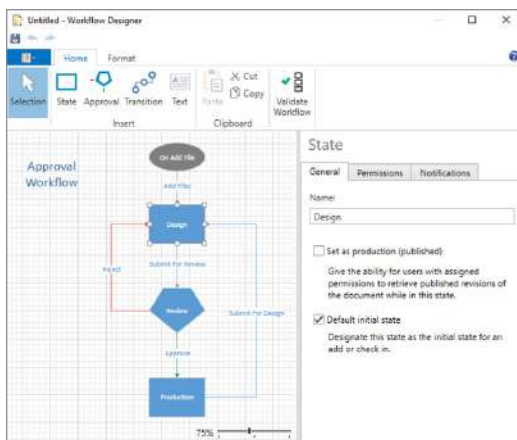 Untitled - Workflow Designer
Home Format
Selection
State
Approval
Transition
Text
Paste
Cut
Copy
Validate
Workflow
Insert
Clipboard
Approval
Workflow
On Add File
Add Files
Design
Submit For Review
Reject
Review
Submit For Design
Approve
Production
75%
State
General Permissions Notifications
Name:
Design
Set as production (published)
Give the ability for users with assigned
permissions to retrieve published revisions
of the document while in this state.
Default initial state
Designate this state as the initial state for an
add or check in.